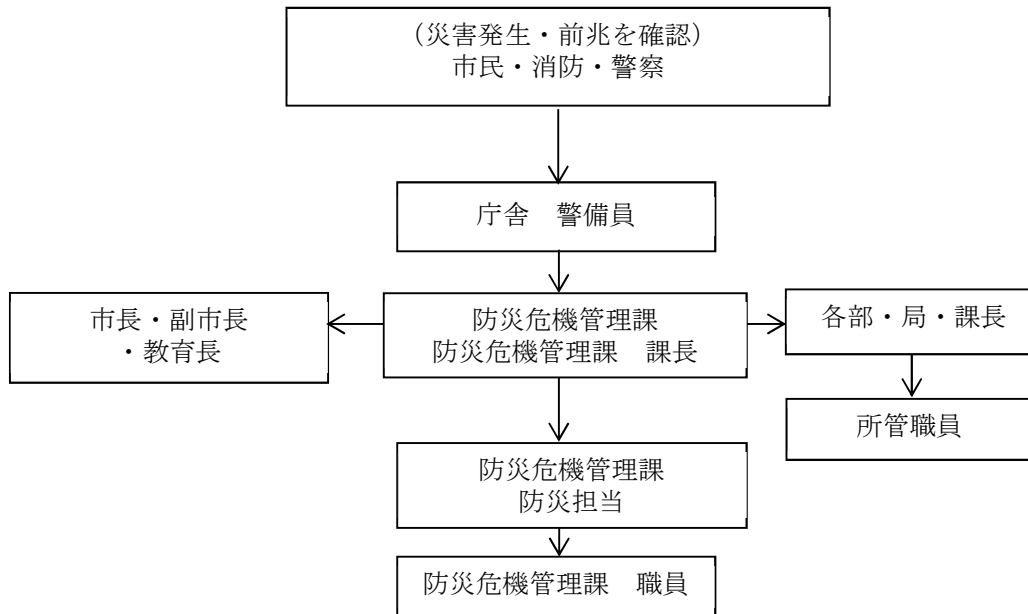 （災害発生・前兆を確認）
市民・消防・警察
庁舎　警備員
市長・副市長
・教育長
防災危機管理課
防災危機管理課　課長
各部・局・課長
所管職員
防災危機管理課
防災担当
防災危機管理課　職員